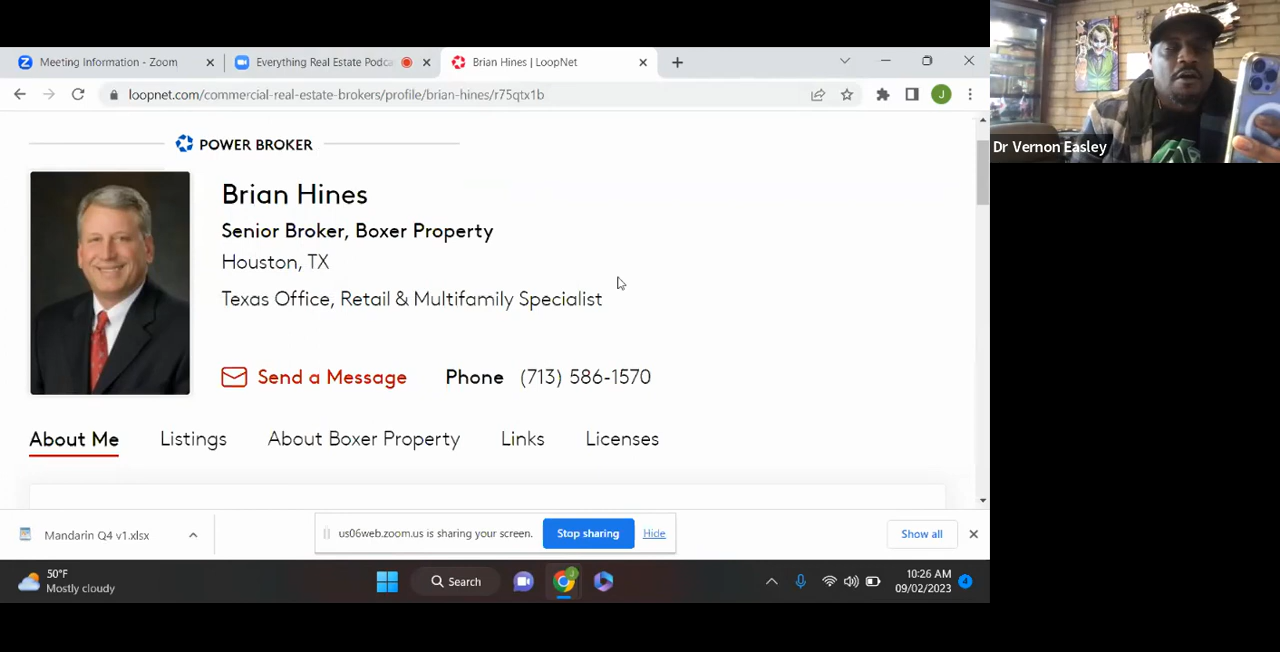 Meeting Information - Zoom
Everything Real Estate Podca
Brian Hines | LoopNet
loopnet.com/commercial-real-estate-brokers/profile/brian-hines/r75qtx1b
J
POWER BROKER
Brian Hines
Senior Broker, Boxer Property
Houston, TX
Texas Office, Retail & Multifamily Specialist
Send a Message Phone (713) 586-1570
About Me Listings About Boxer Property Links Licenses
Mandarin Q4 v1.xlsx
us06web.zoom.us is sharing your screen. Stop sharing Hide
Show all
50°F
Mostly cloudy
Search
10:26 AM
09/02/2023
4
Dr Vernon Easley